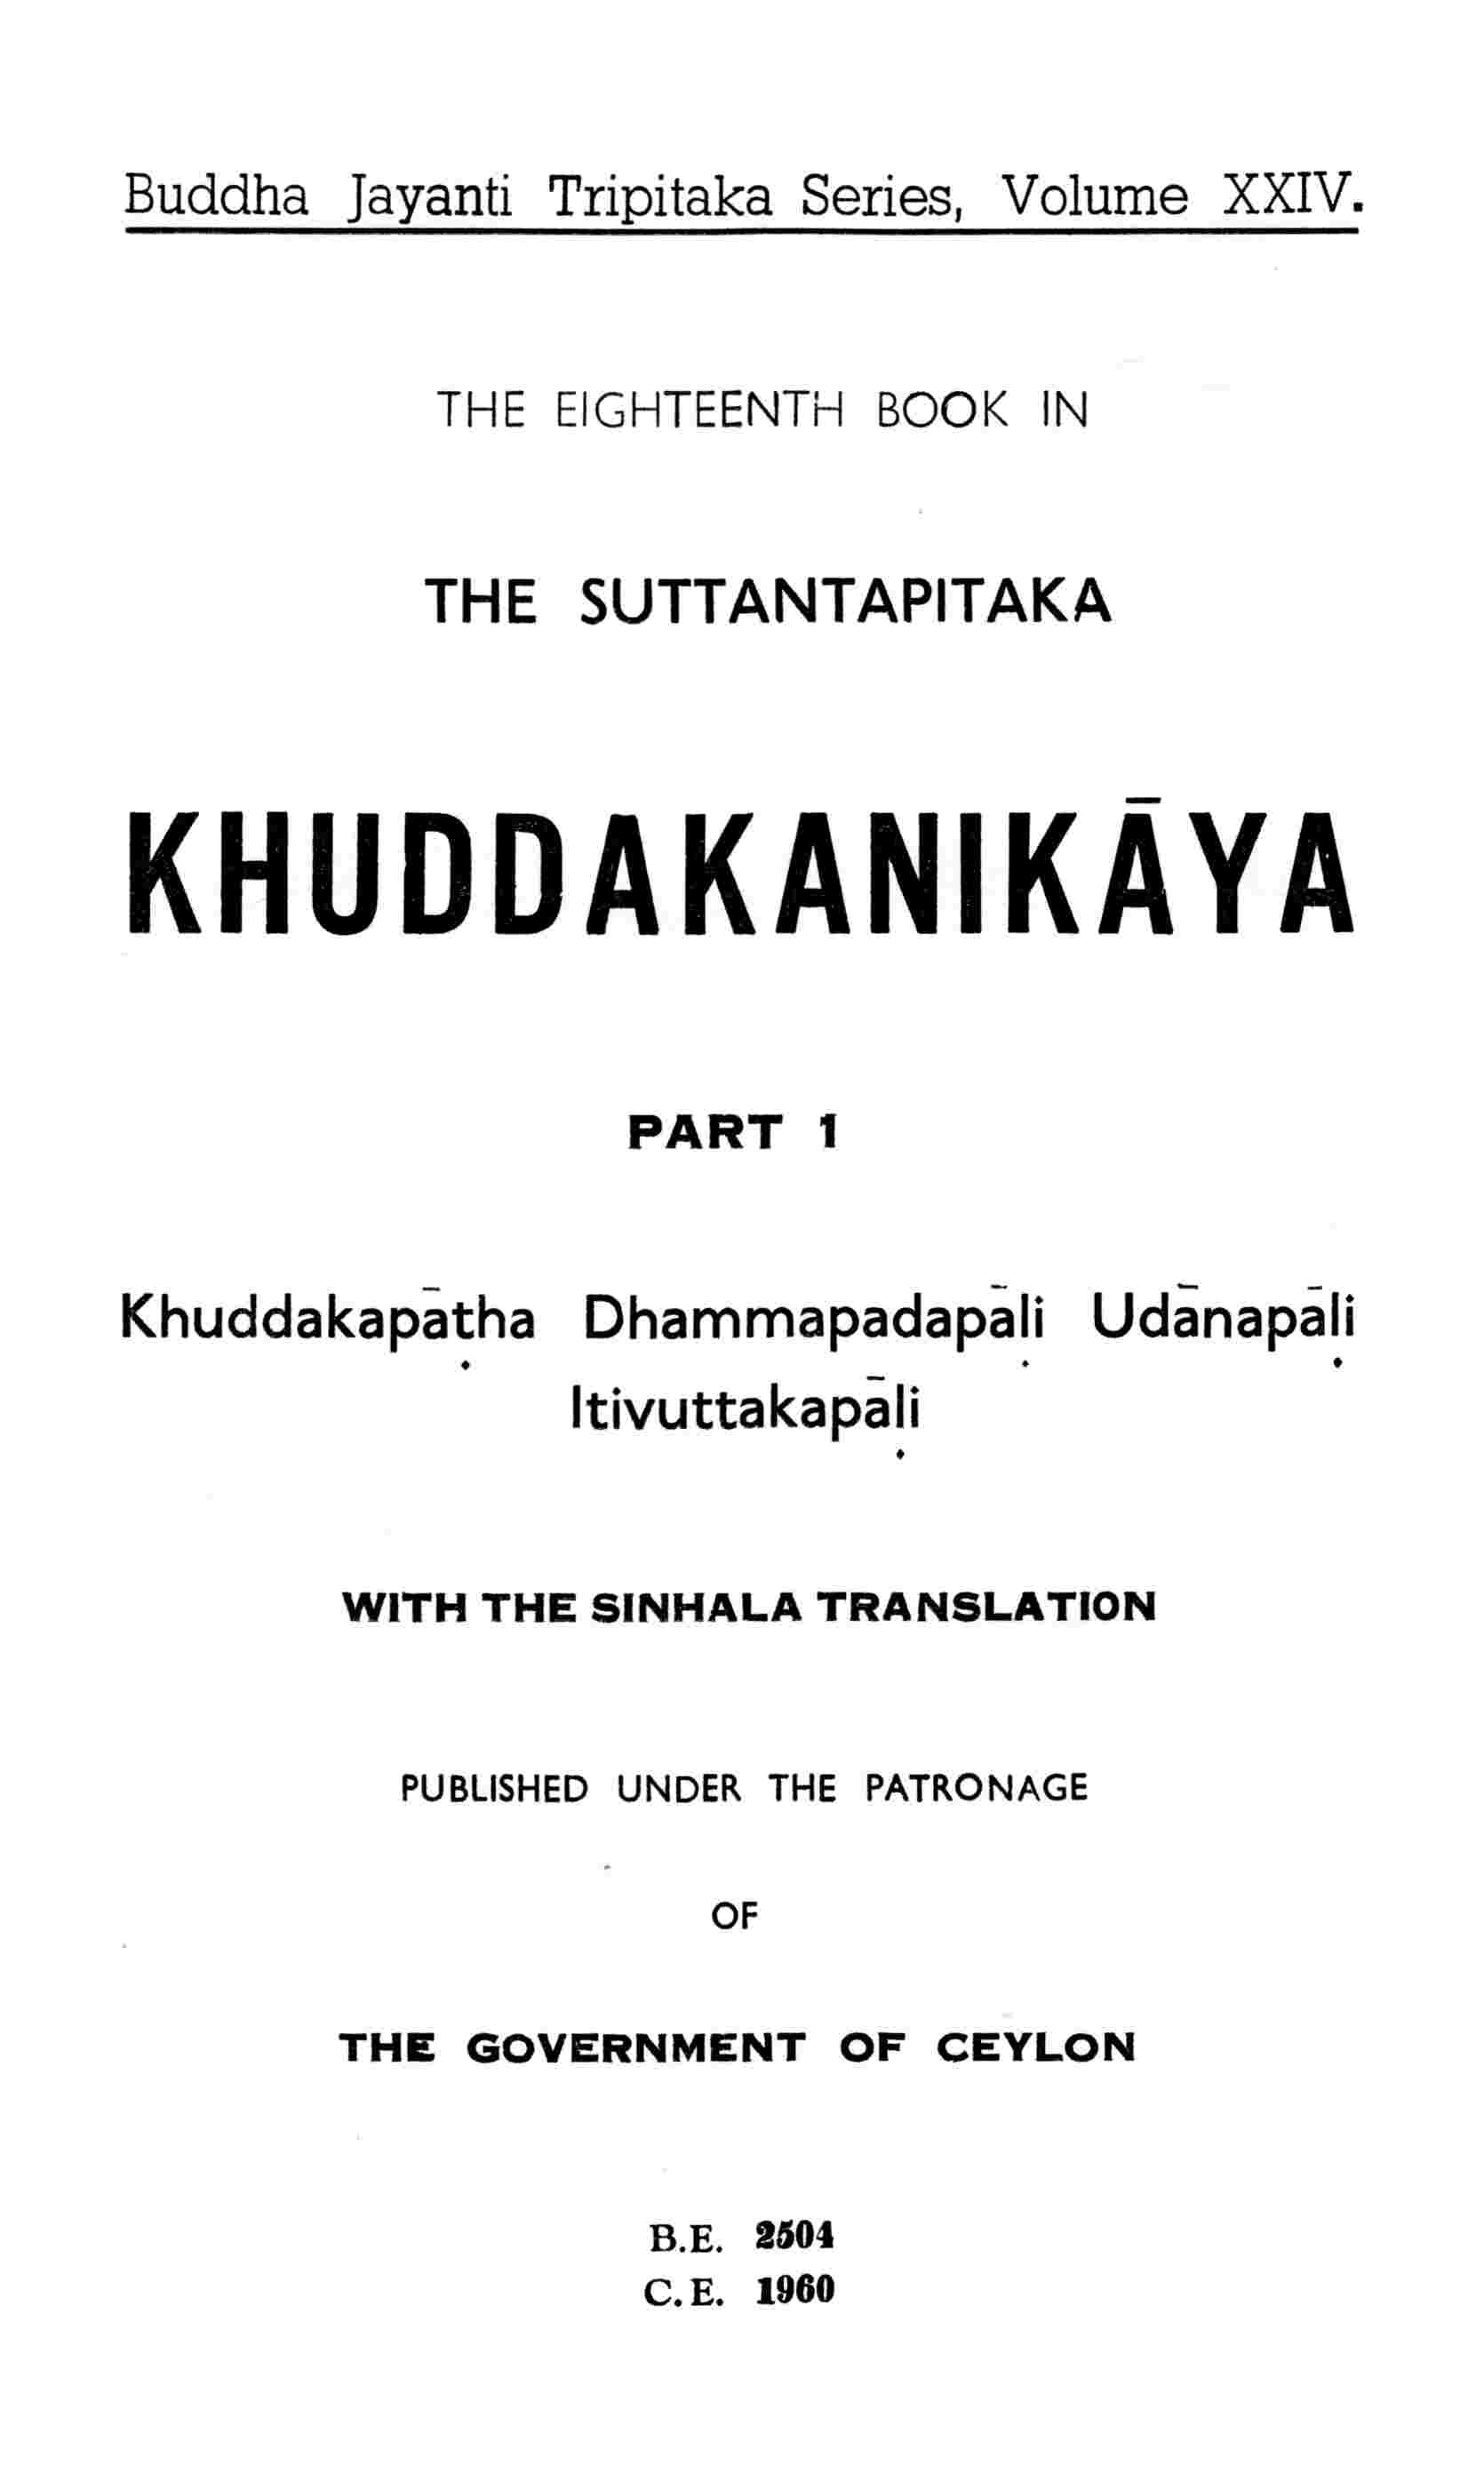 Buddha Jayanti Tripitaka Series, Volume XXIV.
THE EIGHTEENTH BOOK IN
THE SUTTANTAPITAKA
KHUDDAKANIKĀYA
PART 1
Khuddakapāṭha Dhammapadapāḷi Udānapāḷi
Itivuttakapāḷi
WITH THE SINHALA TRANSLATION
PUBLISHED UNDER THE PATRONAGE
OF
THE GOVERNMENT OF CEYLON
B.E. 2504
C.E. 1960